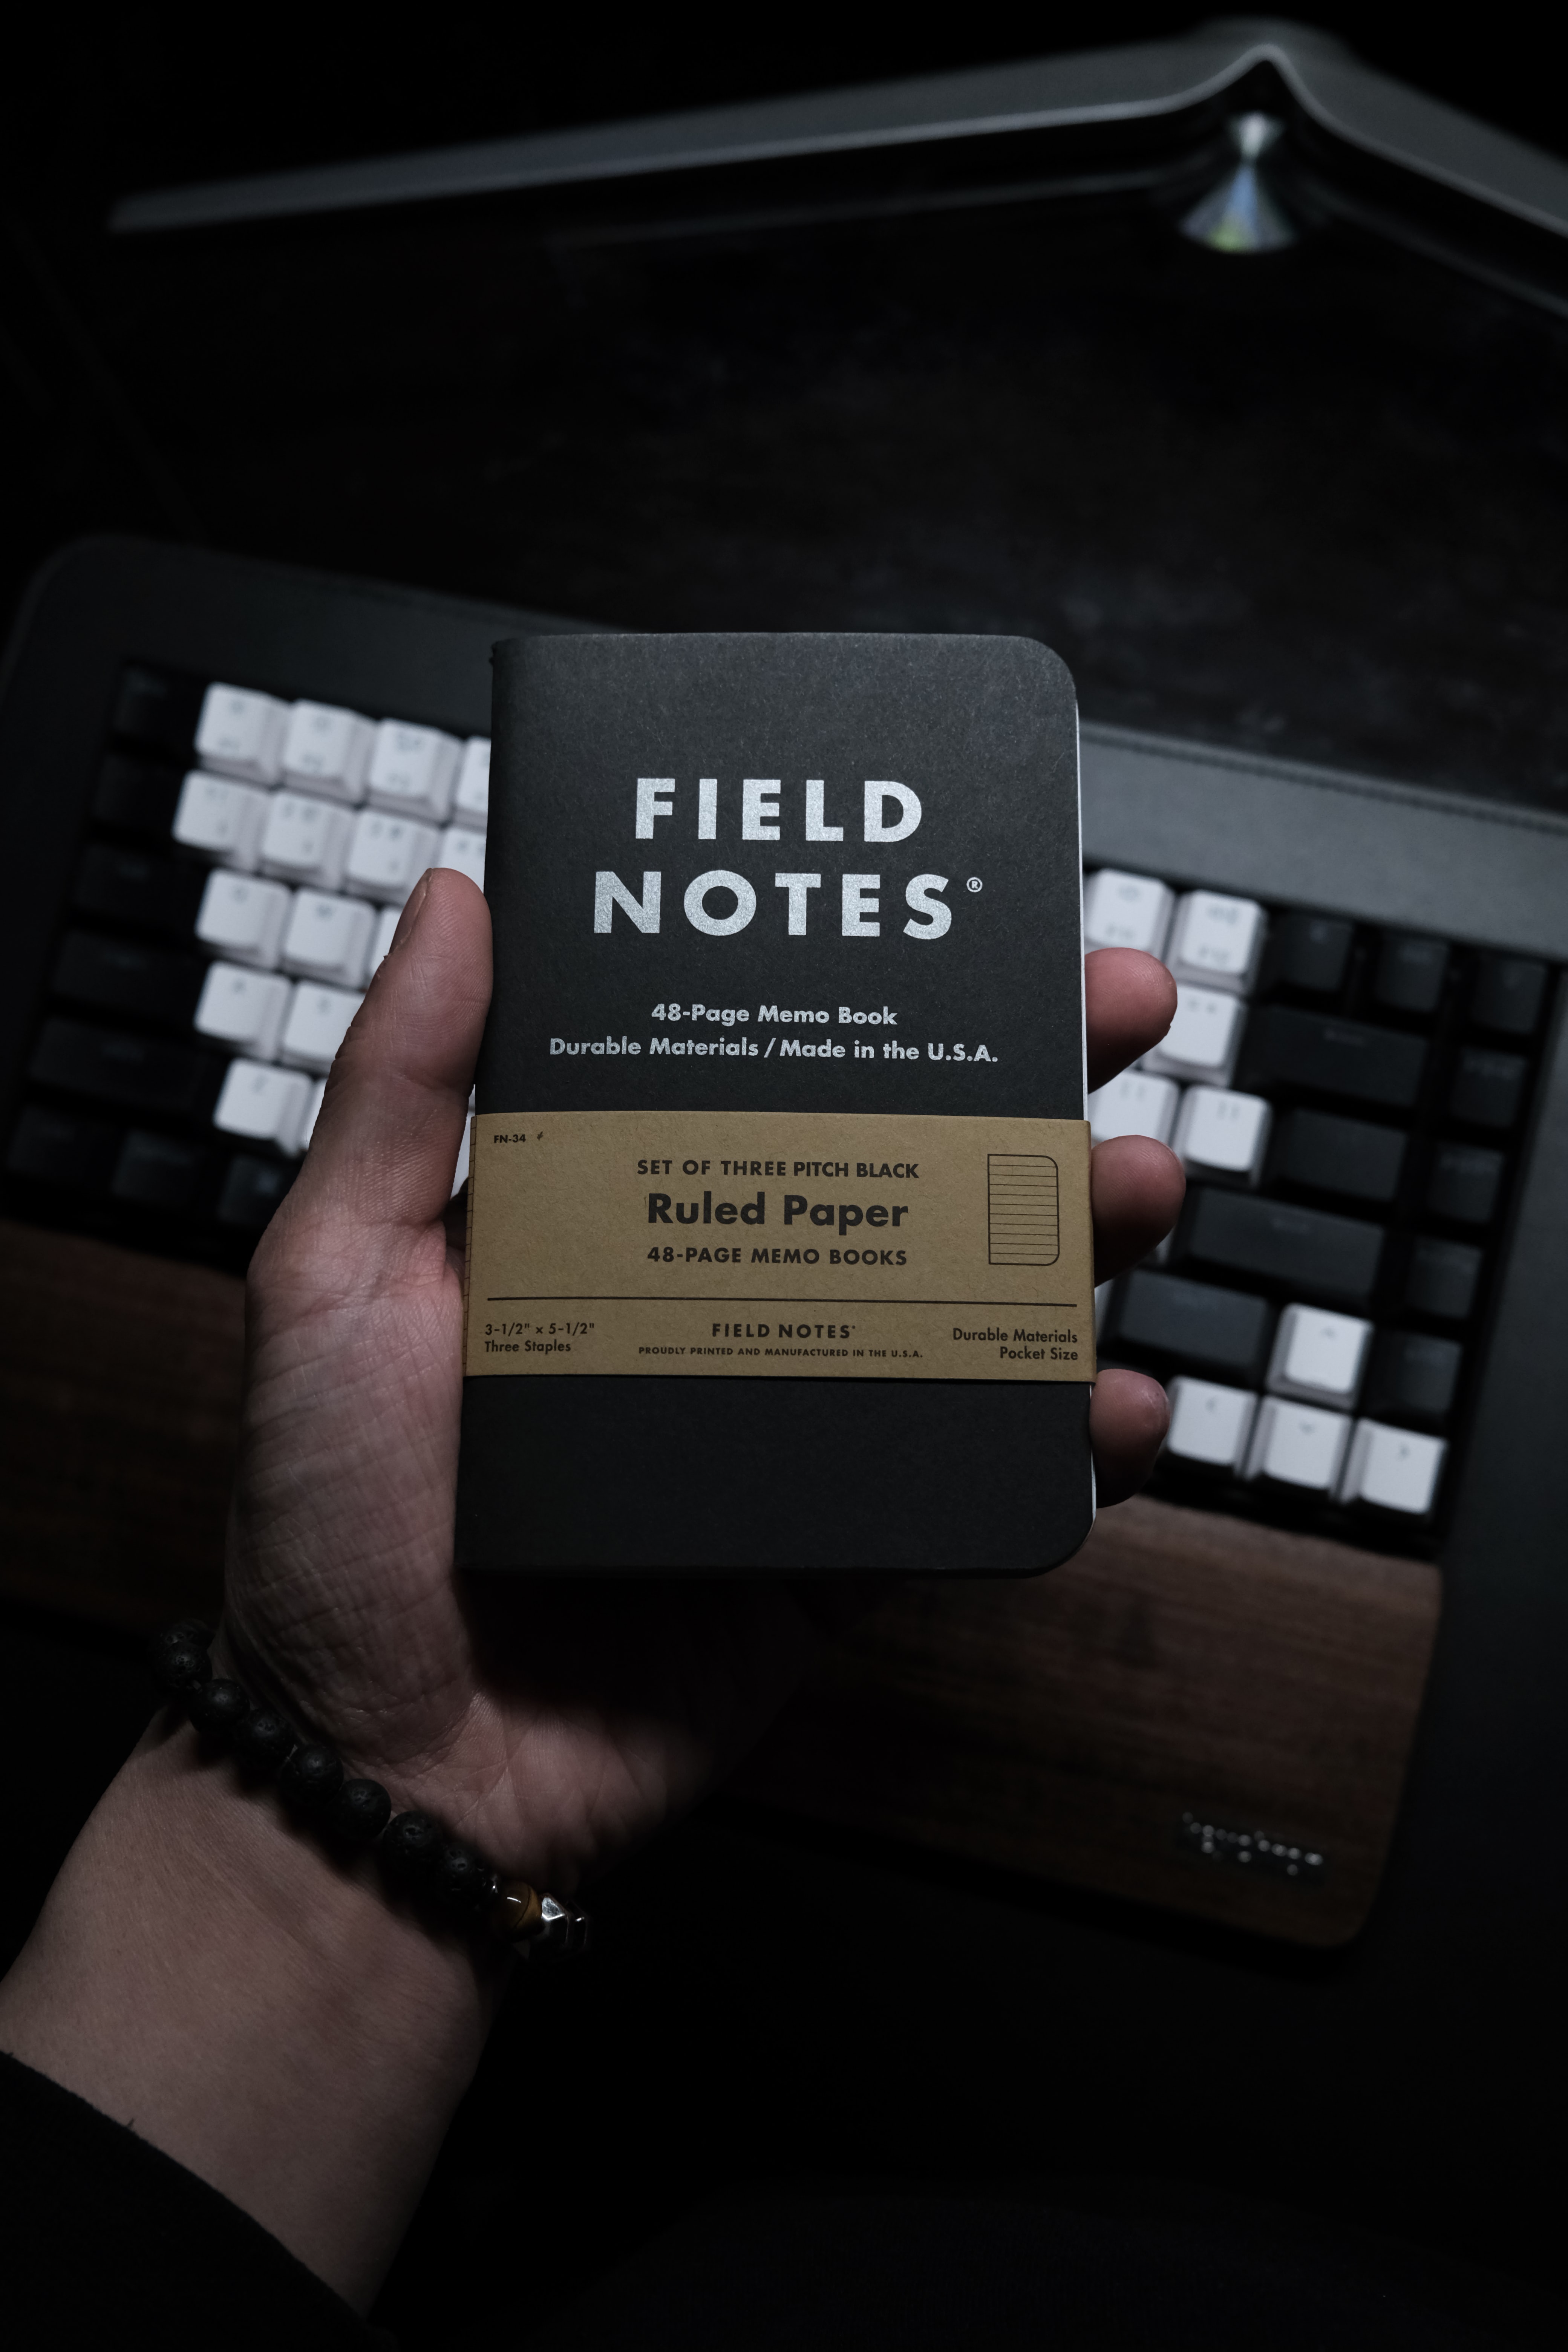 FIELD
NOTES®
48-Page Memo Book
Durable Materials / Made in the U.S.A.
FN-34
SET OF THREE PITCH BLACK
Ruled Paper
48-PAGE MEMO BOOKS
3-1/2" × 5-1/2"
Three Staples
FIELD NOTES®
PROUDLY PRINTED AND MANUFACTURED IN THE U.S.A.
Durable Materials
Pocket Size